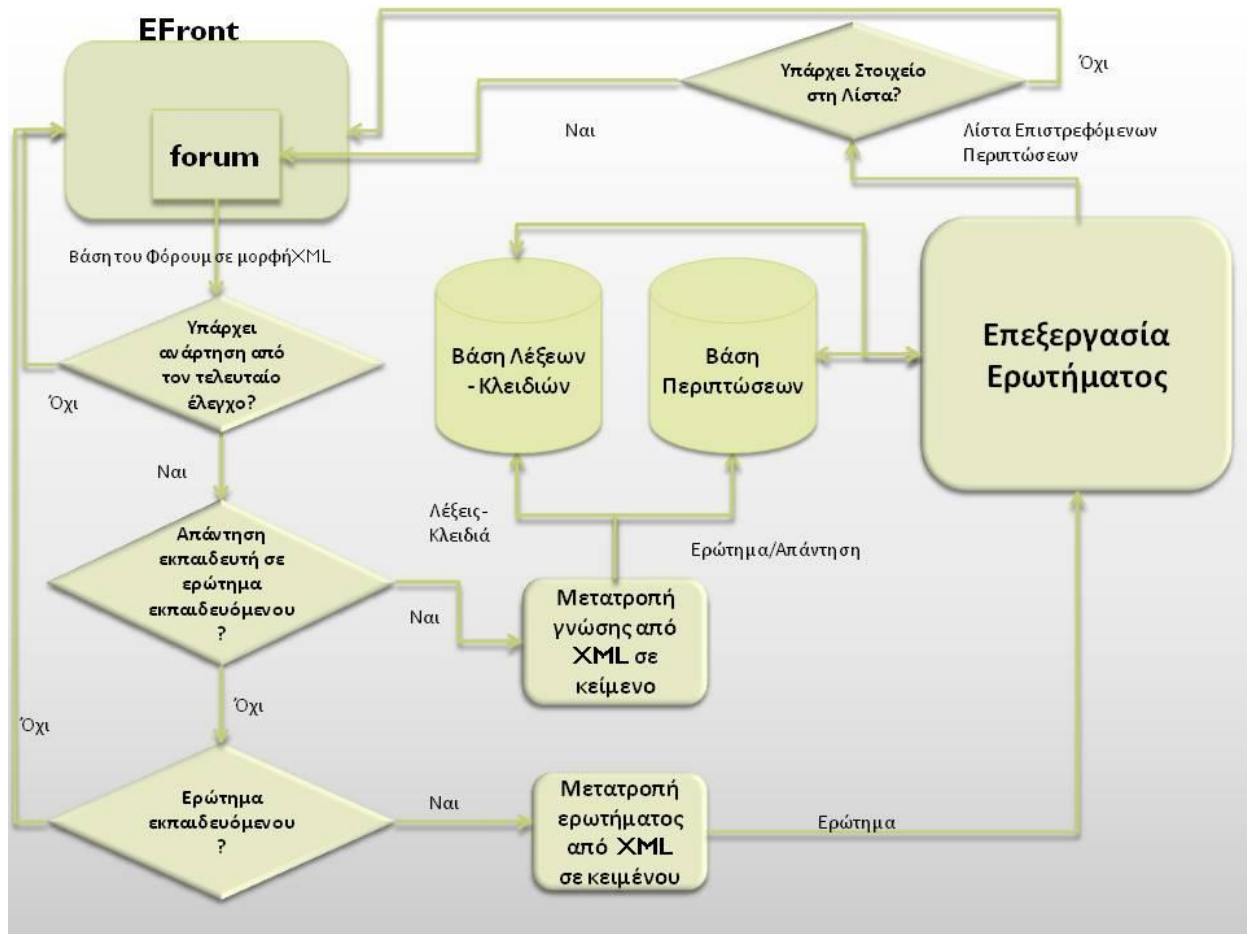 EFront
forum
Υπάρχει Στοιχείο
στη Λίστα?
Όχι
Ναι
Λίστα Επιστρεφόμενων
Περιπτώσεων
Βάση του Φόρουμ σε μορφή XML
Υπάρχει
ανάρτηση από
τον τελευταίο
έλεγχο?
Όχι
Ναι
Βάση Λέξεων
- Κλειδιών
Βάση
Περιπτώσεων
Επεξεργασία
Ερωτήματος
Απάντηση
εκπαιδευτή σε
ερώτημα
εκπαιδευόμενου
?
Ναι
Όχι
Λέξεις-
Κλειδιά
Ερώτημα/Απάντηση
Μετατροπή
γνώσης από
XML σε
κείμενο
Όχι
Ερώτημα
εκπαιδευόμενου
?
Ναι
Μετατροπή
ερωτήματος
από XML
σε κειμένου
Ερώτημα